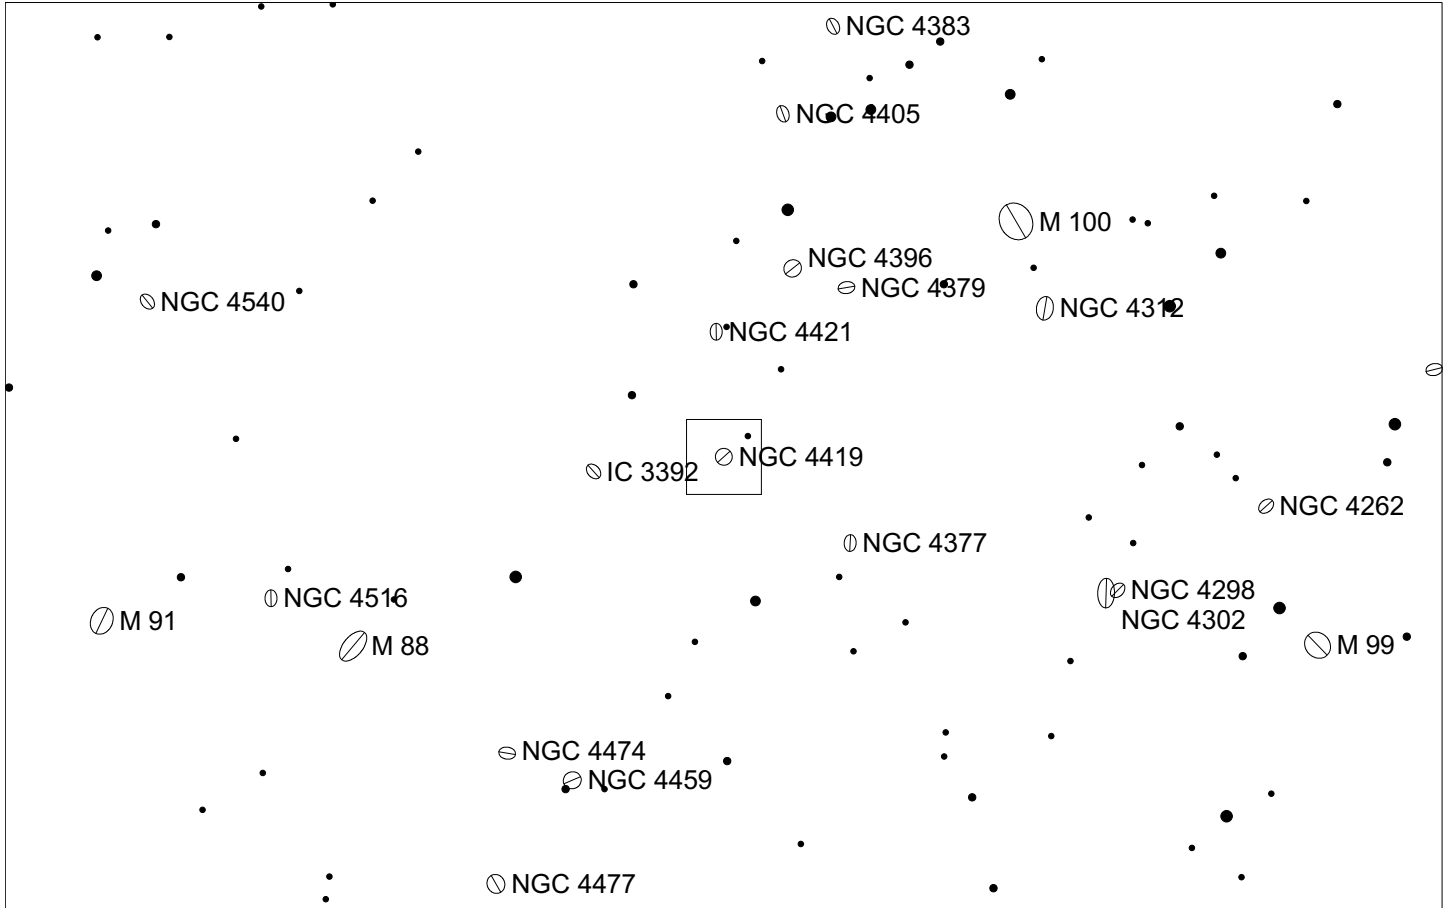 NGC 4383
NGC 4405
M 100
NGC 4396
NGC 4379
NGC 4540
NGC 4312
NGC 4421
NGC 4419
IC 3392
NGC 4262
NGC 4377
NGC 4298
NGC 4516
NGC 4302
M 91
M 88
M 99
NGC 4474
NGC 4459
NGC 4477